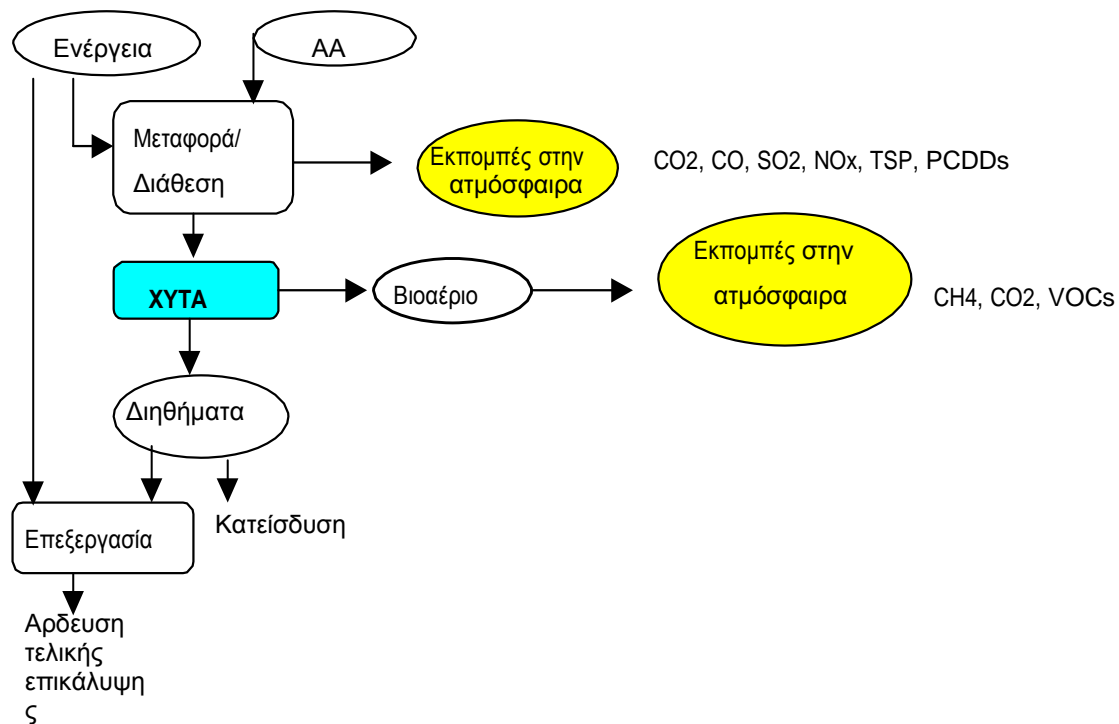 Ενέργεια
ΑΑ
Μεταφορά/
Διάθεση
Εκπομπές στην
ατμόσφαιρα
CO2, CO, SO2, NOx, TSP, PCDDs
ΧΥΤΑ
Βιοαέριο
Εκπομπές στην
ατμόσφαιρα
CH4, CO2, VOCs
Διηθήματα
Κατείσδυση
Επεξεργασία
Αρδευση
τελικής
επικάλυψη
ς